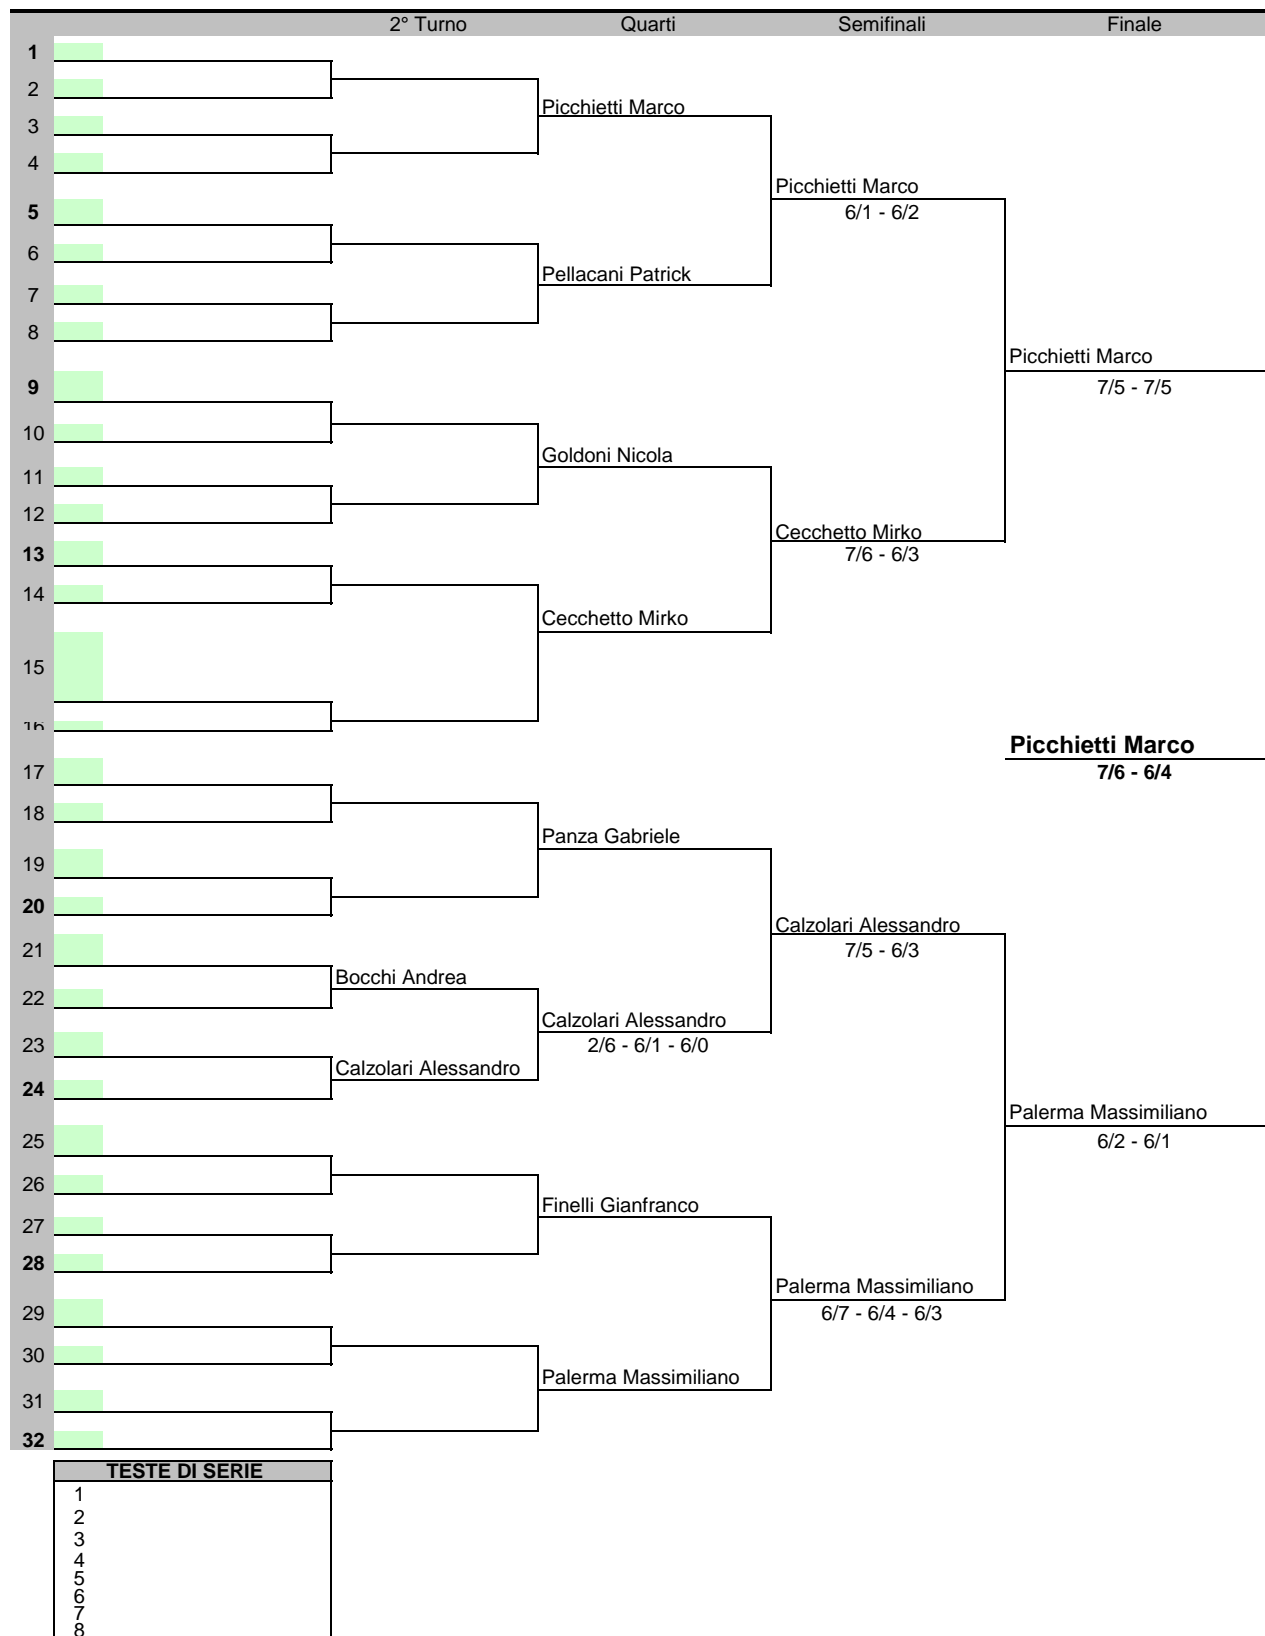 2° Turno Quarti Semifinali Finale
1
2
Picchietti Marco
3
4
Picchietti Marco
5
6/1 - 6/2
6
Pellacani Patrick
7
8
Picchietti Marco
9
7/5 - 7/5
10
Goldoni Nicola
11
12
Cecchetto Mirko
13
7/6 - 6/3
14
Cecchetto Mirko
15
16
Picchietti Marco
17
7/6 - 6/4
18
Panza Gabriele
19
20
Calzolari Alessandro
21
7/5 - 6/3
Bocchi Andrea
22
Calzolari Alessandro
23
2/6 - 6/1 - 6/0
Calzolari Alessandro
24
Palerma Massimiliano
25
6/2 - 6/1
26
Finelli Gianfranco
27
28
Palerma Massimiliano
29
6/7 - 6/4 - 6/3
30
Palerma Massimiliano
31
32
TESTE DI SERIE
1
2
3
4
5
6
7
8